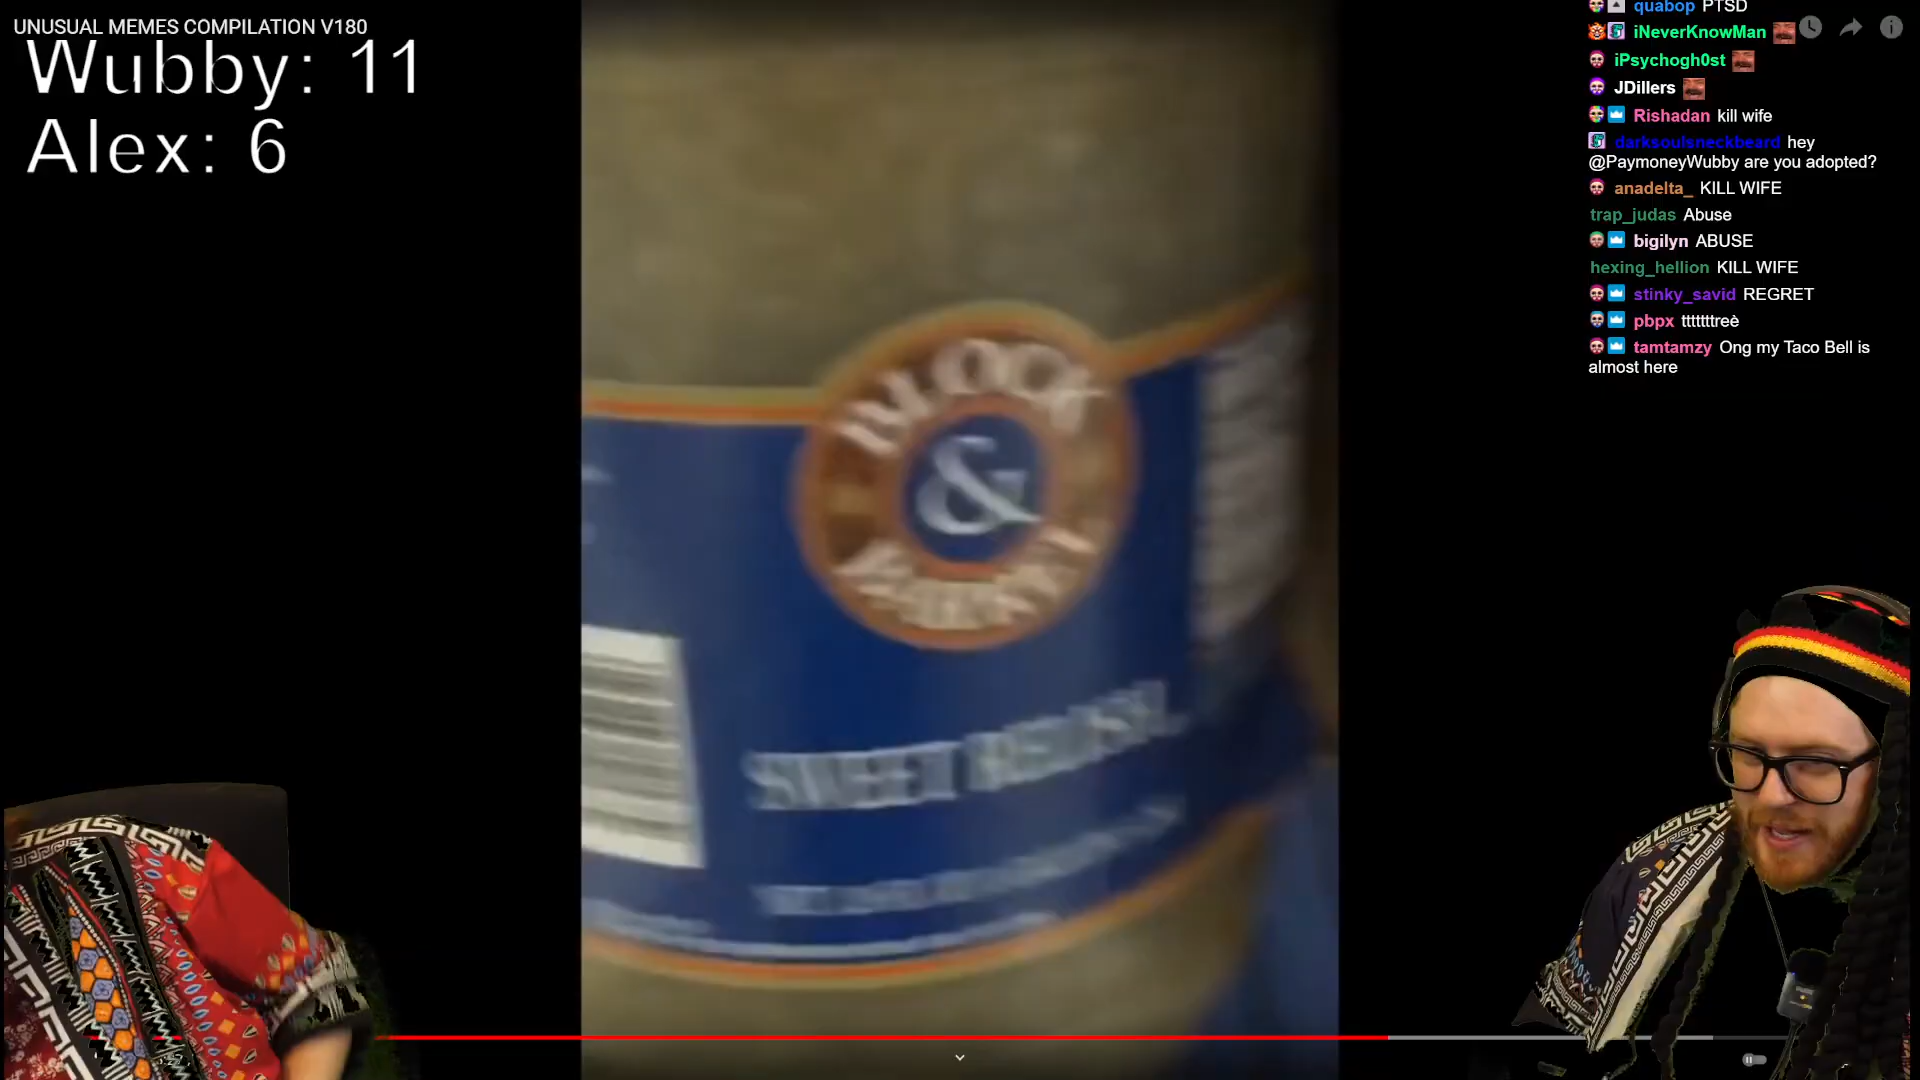 UNUSUAL MEMES COMPILATION V180
Wubby: 11
Alex: 6
quabop PTSD
iNeverKnowMan
iPsychogh0st
JDillers
Rishadan kill wife
darksoulsneckbeard hey
@PaymoneyWubby are you adopted?
anadelta_ KILL WIFE
trap_judas Abuse
bigilyn ABUSE
hexing_hellion KILL WIFE
stinky_savid REGRET
pbpx tttttttreè
tamtamzy Ong my Taco Bell is
almost here
&
SWEET